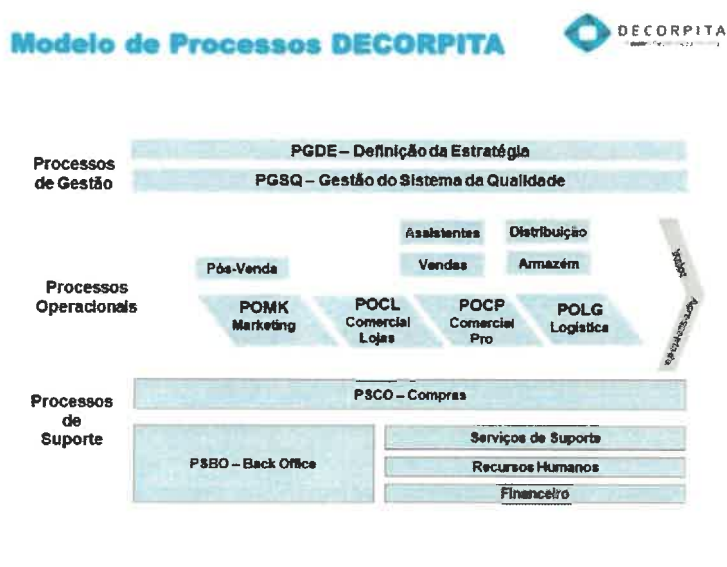 Modelo de Processos DECORPITA
DECORPITA
Processos
de Gestão
PGDE – Definição da Estratégia
PGSQ – Gestão do Sistema da Qualidade
Processos
Operacionais
Assistentes
Distribuição
Pós-Venda
Vendas
Armazém
POMK
Marketing
POCL
Comercial
Lojas
POCP
Comercial
Pro
POLG
Logística
Processos
de
Suporte
PSCO – Compras
PSBO – Back Office
Serviços de Suporte
Recursos Humanos
Financeiro